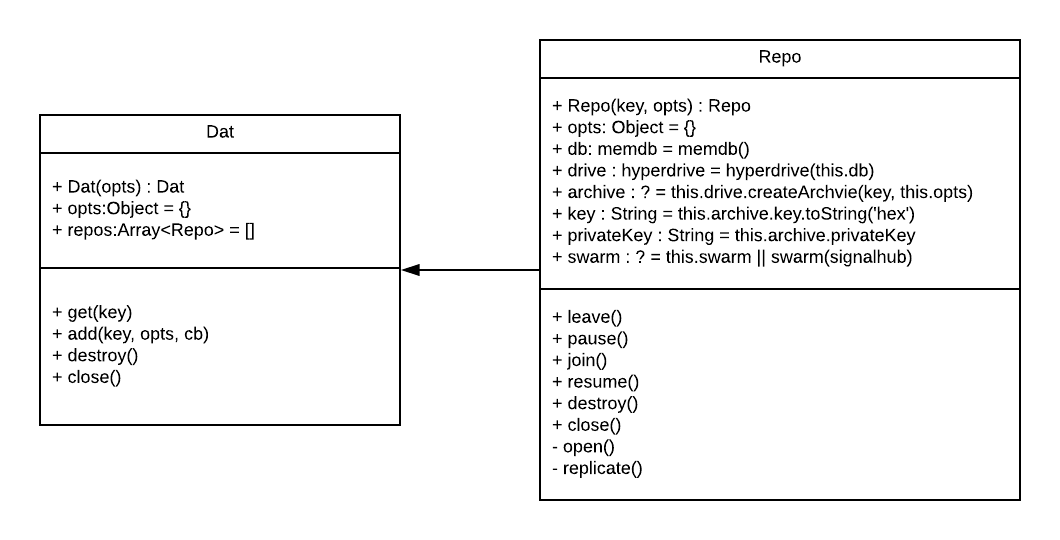 Dat
+ Dat(opts) : Dat
+ opts:Object = {}
+ repos:Array<Repo> = []
+ get(key)
+ add(key, opts, cb)
+ destroy()
+ close()
Repo
+ Repo(key, opts) : Repo
+ opts: Object = {}
+ db: memdb = memdb()
+ drive : hyperdrive = hyperdrive(this.db)
+ archive : ? = this.drive.createArchvie(key, this.opts)
+ key : String = this.archive.key.toString('hex')
+ privateKey : String = this.archive.privateKey
+ swarm : ? = this.swarm || swarm(signalhub)
+ leave()
+ pause()
+ join()
+ resume()
+ destroy()
+ close()
- open()
- replicate()